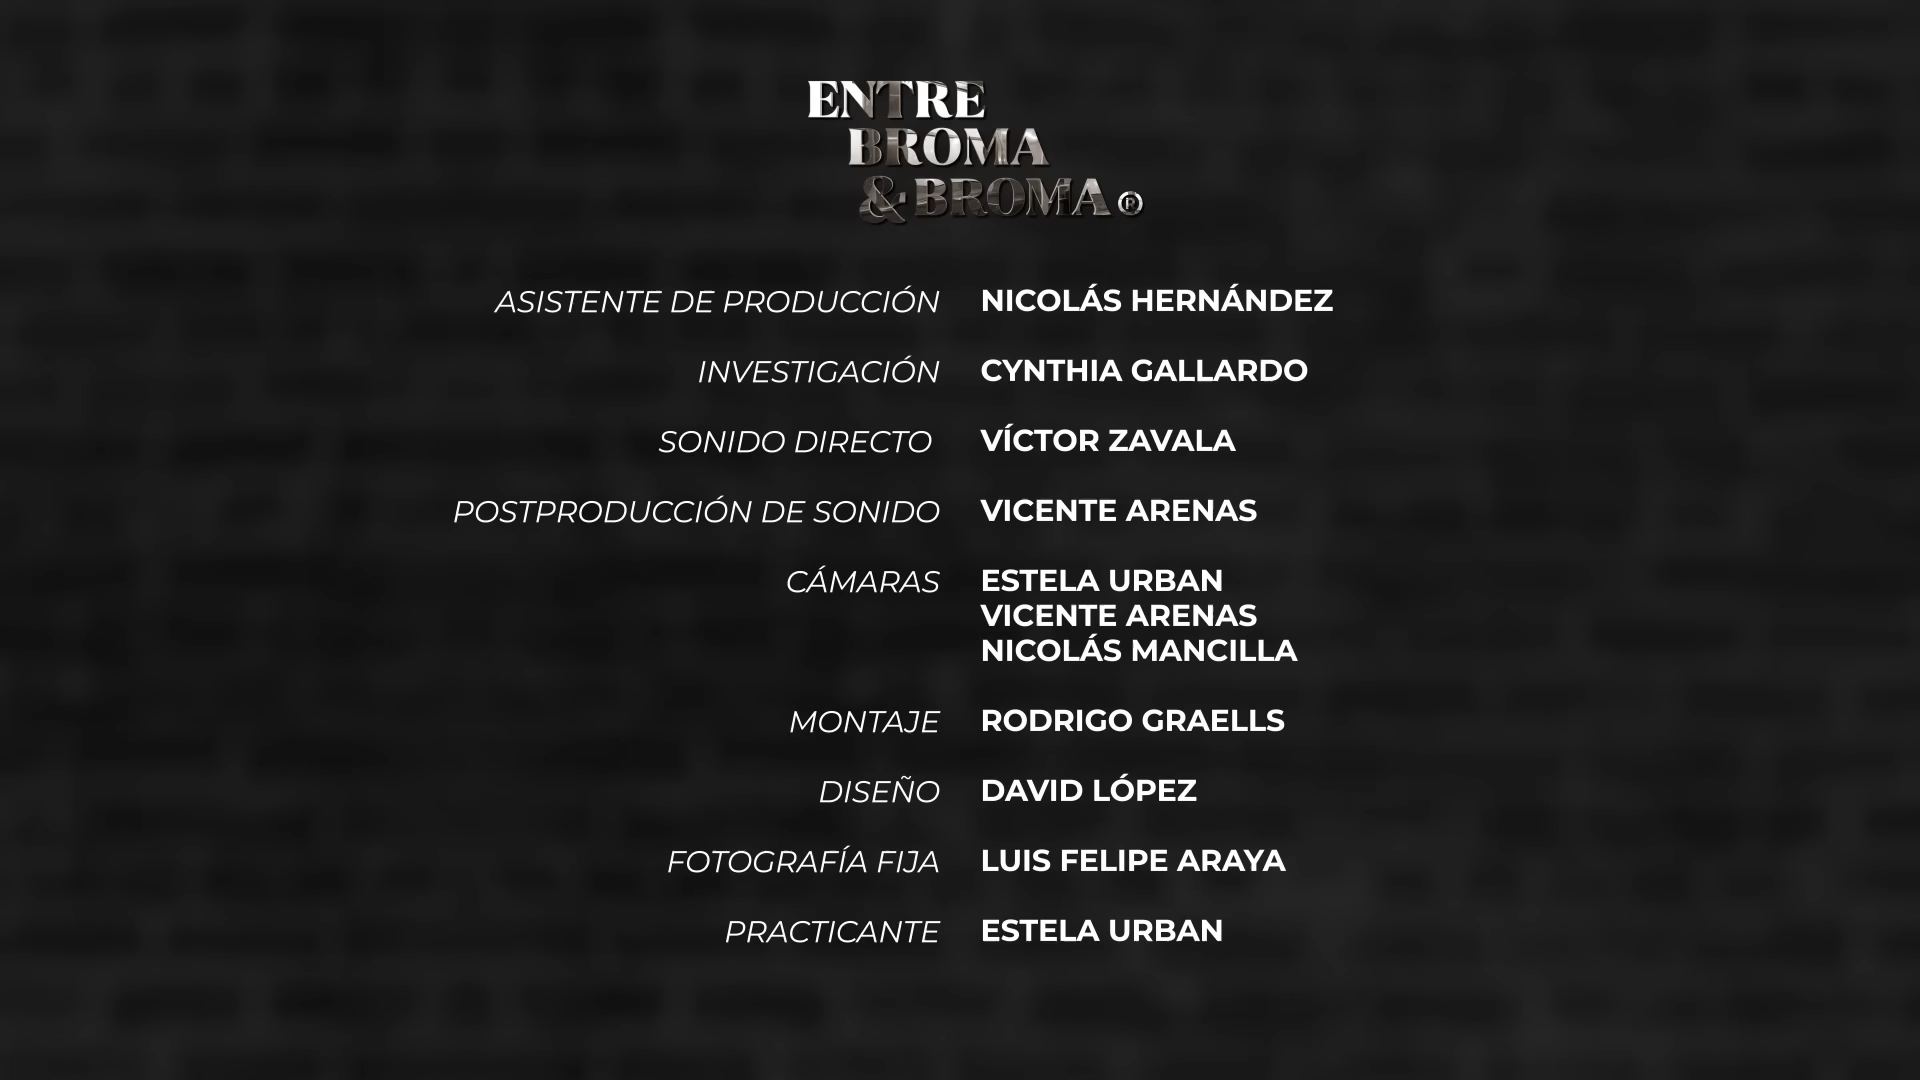 ENTRE
BROMA
& BROMA ®
ASISTENTE DE PRODUCCIÓN NICOLÁS HERNÁNDEZ
INVESTIGACIÓN CYNTHIA GALLARDO
SONIDO DIRECTO VÍCTOR ZAVALA
POSTPRODUCCIÓN DE SONIDO VICENTE ARENAS
CÁMARAS ESTELA URBAN
VICENTE ARENAS
NICOLÁS MANCILLA
MONTAJE RODRIGO GRAELLS
DISEÑO DAVID LÓPEZ
FOTOGRAFÍA FIJA LUIS FELIPE ARAYA
PRACTICANTE ESTELA URBAN